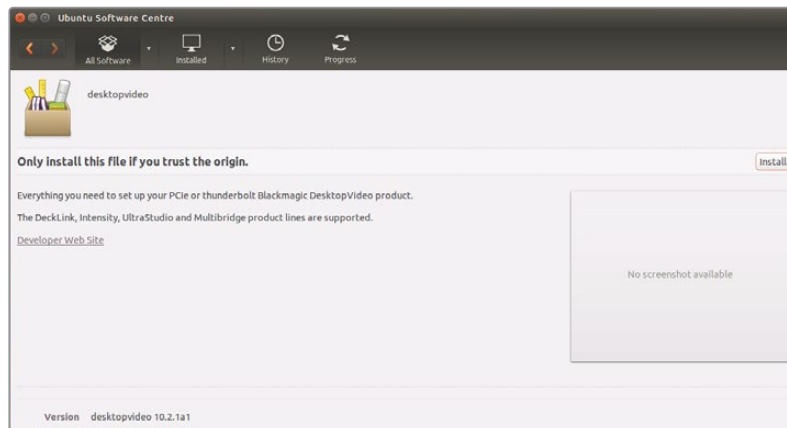 Ubuntu Software Centre
All Software
Installed
History
Progress
desktopvideo
Only install this file if you trust the origin.
Install
Everything you need to set up your PCIe or thunderbolt Blackmagic DesktopVideo product.
The DeckLink, Intensity, UltraStudio and Multibridge product lines are supported.
Developer Web Site
No screenshot available
Version desktopvideo 10.2.1a1